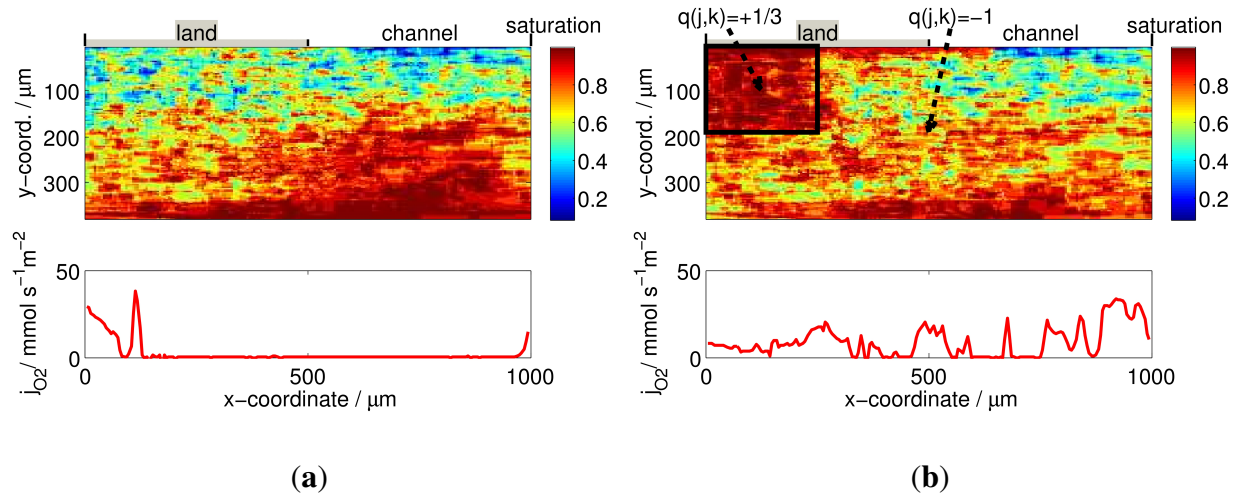 land channel saturation
0.8
0.6
0.4
0.2
100
200
300
y−coord. / μm
50
0
j_O2/ mmol s⁻¹m⁻²
0 500 1000
x−coordinate / μm
(a)
q(j,k)=+1/3 q(j,k)=−1
land channel saturation
0.8
0.6
0.4
0.2
100
200
300
y−coord. / μm
50
0
j_O2/ mmol s⁻¹m⁻²
0 500 1000
x−coordinate / μm
(b)